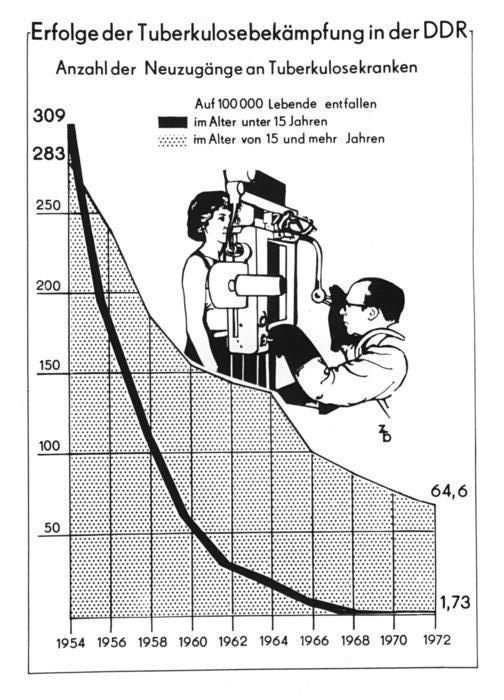 Erfolge der Tuberkulosebekämpfung in der DDR
Anzahl der Neuzugänge an Tuberkulosekranken
Auf 100 000 Lebende entfallen
im Alter unter 15 Jahren
im Alter von 15 und mehr Jahren
309
283
250
200
150
100
50
64,6
1,73
1954 1956 1958 1960 1962 1964 1966 1968 1970 1972
ZB